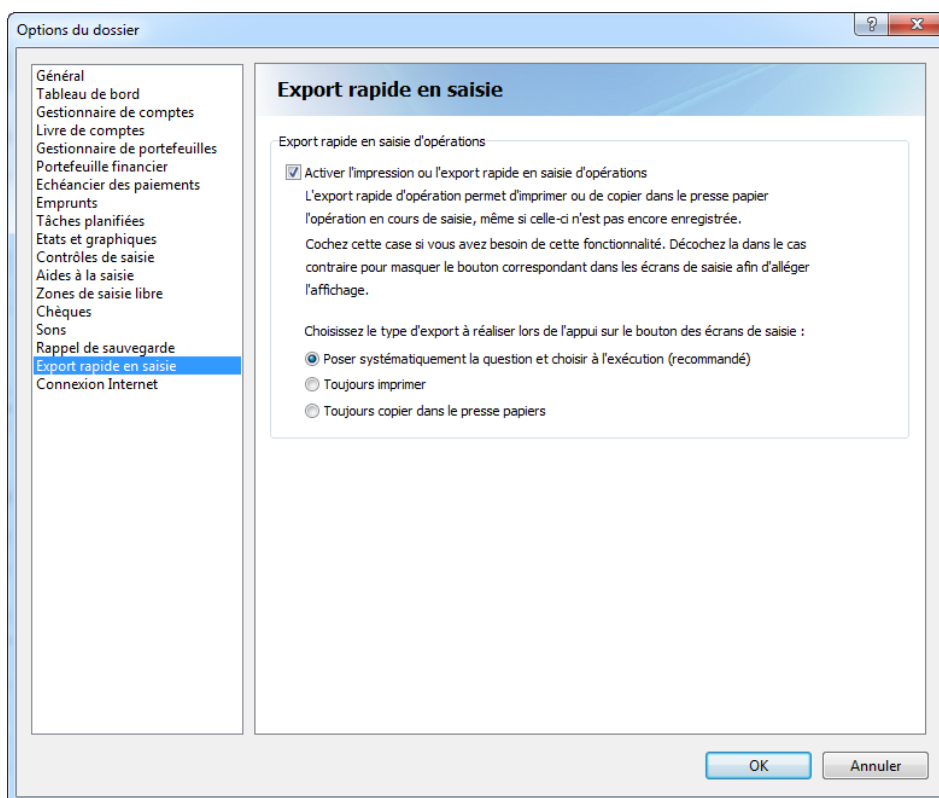 Options du dossier
?
X
Général
Tableau de bord
Gestionnaire de comptes
Livre de comptes
Gestionnaire de portefeuilles
Portefeuille financier
Echéancier des paiements
Emprunts
Tâches planifiées
Etats et graphiques
Contrôles de saisie
Aides à la saisie
Zones de saisie libre
Chèques
Sons
Rappel de sauvegarde
Export rapide en saisie
Connexion Internet
Export rapide en saisie
Export rapide en saisie d'opérations
Activer l'impression ou l'export rapide en saisie d'opérations
L'export rapide d'opération permet d'imprimer ou de copier dans le presse papier
l'opération en cours de saisie, même si celle-ci n'est pas encore enregistrée.
Cochez cette case si vous avez besoin de cette fonctionnalité. Décochez la dans le cas
contraire pour masquer le bouton correspondant dans les écrans de saisie afin d'alléger
l'affichage.
Choisissez le type d'export à réaliser lors de l'appui sur le bouton des écrans de saisie :
Poser systématiquement la question et choisir à l'exécution (recommandé)
Toujours imprimer
Toujours copier dans le presse papiers
OK
Annuler